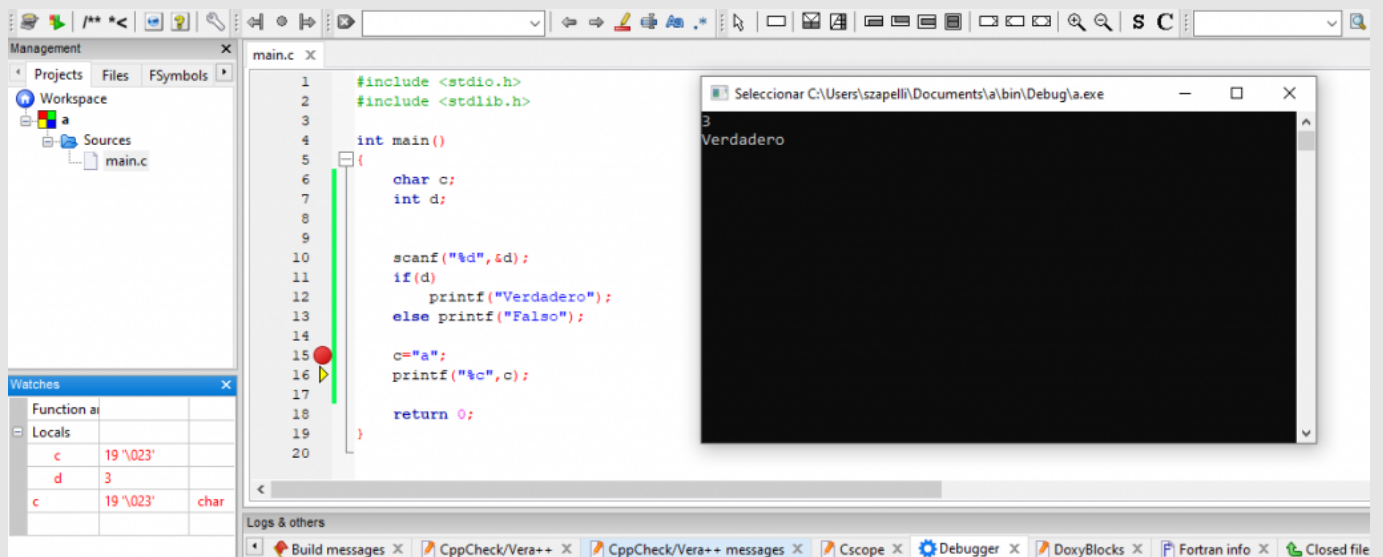 /** *< S C
Management
main.c
Projects Files FSymbols
Workspace
a
Sources
main.c
1 #include <stdio.h>
2 #include <stdlib.h>
3
4 int main()
5 {
6 char c;
7 int d;
8
9
10 scanf("%d",&d);
11 if(d)
12 printf("Verdadero");
13 else printf("Falso");
14
15 c="a";
16 printf("%c",c);
17
18 return 0;
19 }
20
Seleccionar C:\Users\szapelli\Documents\a\bin\Debug\a.exe
3
Verdadero
Watches
Function ar
Locals
c 19 '\023'
d 3
c 19 '\023' char
Logs & others
Build messages CppCheck/Vera++ CppCheck/Vera++ messages Cscope Debugger DoxyBlocks Fortran info Closed file